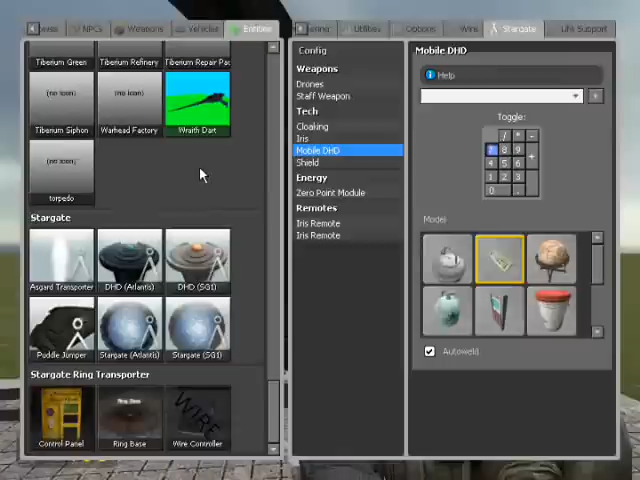 NPCs
Weapons
Vehicles
Entities
Utilities
Options
Wire
Stargate
Life Support
Tiberium Green
Tiberium Refinery
Tiberium Repair Pad
(no icon)
(no icon)
Tiberium Siphon
Warhead Factory
Wraith Dart
(no icon)
torpedo
Stargate
Asgard Transporter
DHD (Atlantis)
DHD (SG1)
Puddle Jumper
Stargate (Atlantis)
Stargate (SG1)
Stargate Ring Transporter
Control Panel
Ring Base
WIRE
Wire Controller
Config
Weapons
Drones
Staff Weapon
Tech
Cloaking
Iris
Mobile DHD
Shield
Energy
Zero Point Module
Remotes
Iris Remote
Iris Remote
Mobile DHD
Help
Toggle:
/ * -
7 8 9 +
4 5 6
1 2 3
0 .
Model
Autoweld